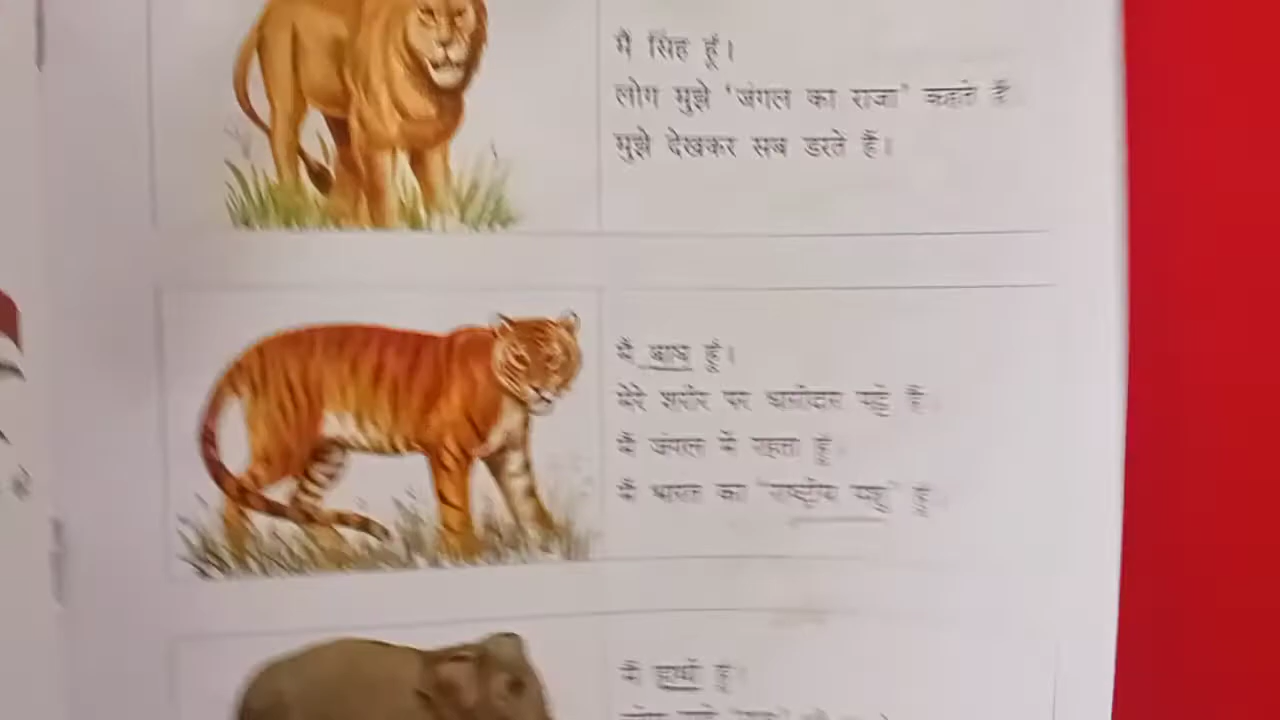 मैं सिंह हूं।
लोग मुझे 'जंगल का राजा' कहते हैं
मुझे देखकर सब डरते हैं।
मैं बाघ हूं।
मेरे शरीर पर धारीदार पट्टे हैं
मैं जंगल में रहता हूं।
मैं भारत का 'राष्ट्रीय पशु' हूं
मैं हाथी हूं।